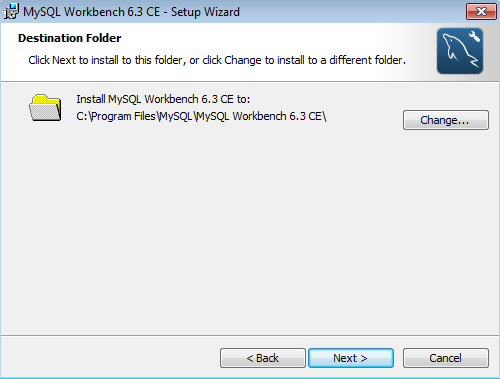 MySQL Workbench 6.3 CE - Setup Wizard
Destination Folder
Click Next to install to this folder, or click Change to install to a different folder.
Install MySQL Workbench 6.3 CE to:
C:\Program Files\MySQL\MySQL Workbench 6.3 CE\
Change...
< Back
Next >
Cancel